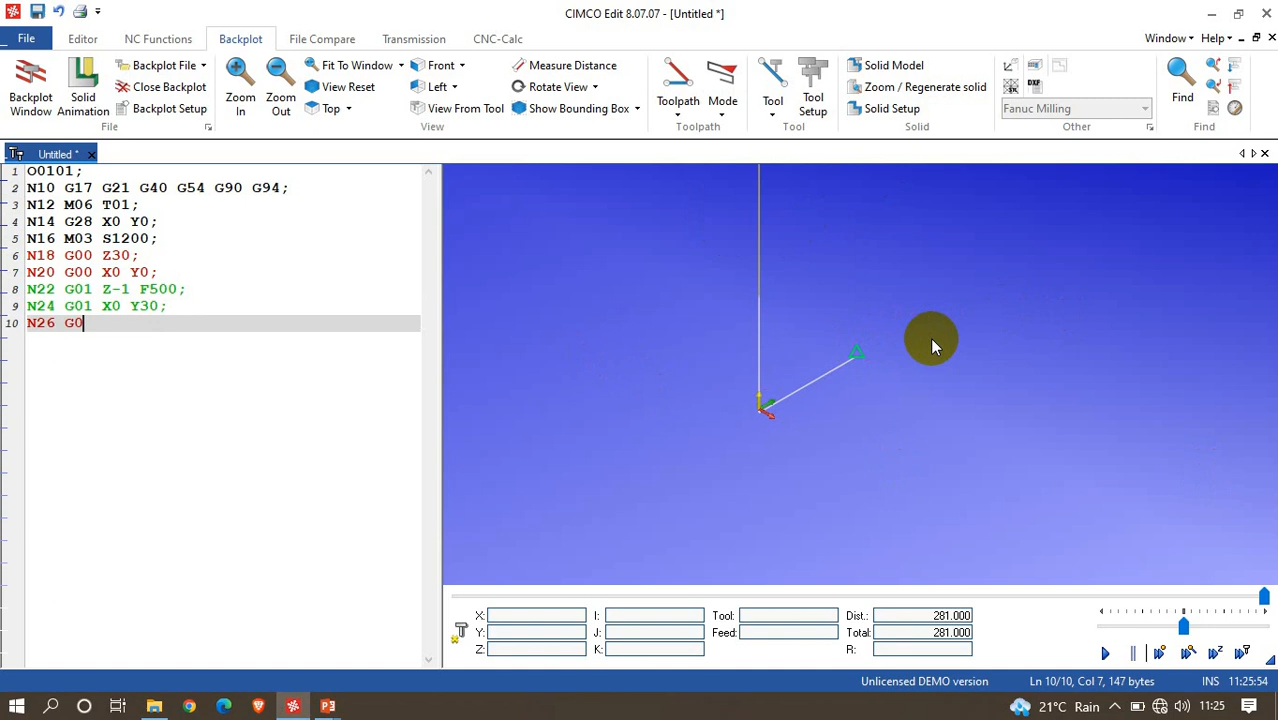 CIMCO Edit 8.07.07 - [Untitled *]
File Editor NC Functions Backplot File Compare Transmission CNC-Calc Window Help
Backplot Window
Solid Animation
Backplot File
Close Backplot
Backplot Setup
File
Zoom In
Zoom Out
Fit To Window
View Reset
Top
Front
Left
View From Tool
Measure Distance
Rotate View
Show Bounding Box
View
Toolpath
Mode
Toolpath
Tool
Tool Setup
Tool
Solid Model
Zoom / Regenerate solid
Solid Setup
Solid
DXF
Fanuc Milling
Other
Find
Find
Untitled *
1 O0101;
2 N10 G17 G21 G40 G54 G90 G94;
3 N12 M06 T01;
4 N14 G28 X0 Y0;
5 N16 M03 S1200;
6 N18 G00 Z30;
7 N20 G00 X0 Y0;
8 N22 G01 Z-1 F500;
9 N24 G01 X0 Y30;
10 N26 G0
X: I: Tool: Dist.: 281.000
Y: J: Feed: Total: 281.000
Z: K: R:
Unlicensed DEMO version Ln 10/10, Col 7, 147 bytes INS 11:25:54
21°C Rain 11:25